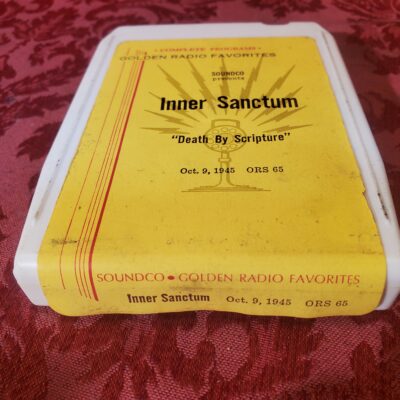 • COMPLETE PROGRAMS •
GOLDEN RADIO FAVORITES
SOUNDCO
presents
Inner Sanctum
"Death By Scripture"
Oct. 9, 1945 ORS 65
SOUNDCO • GOLDEN RADIO FAVORITES
Inner Sanctum Oct. 9, 1945 ORS 65